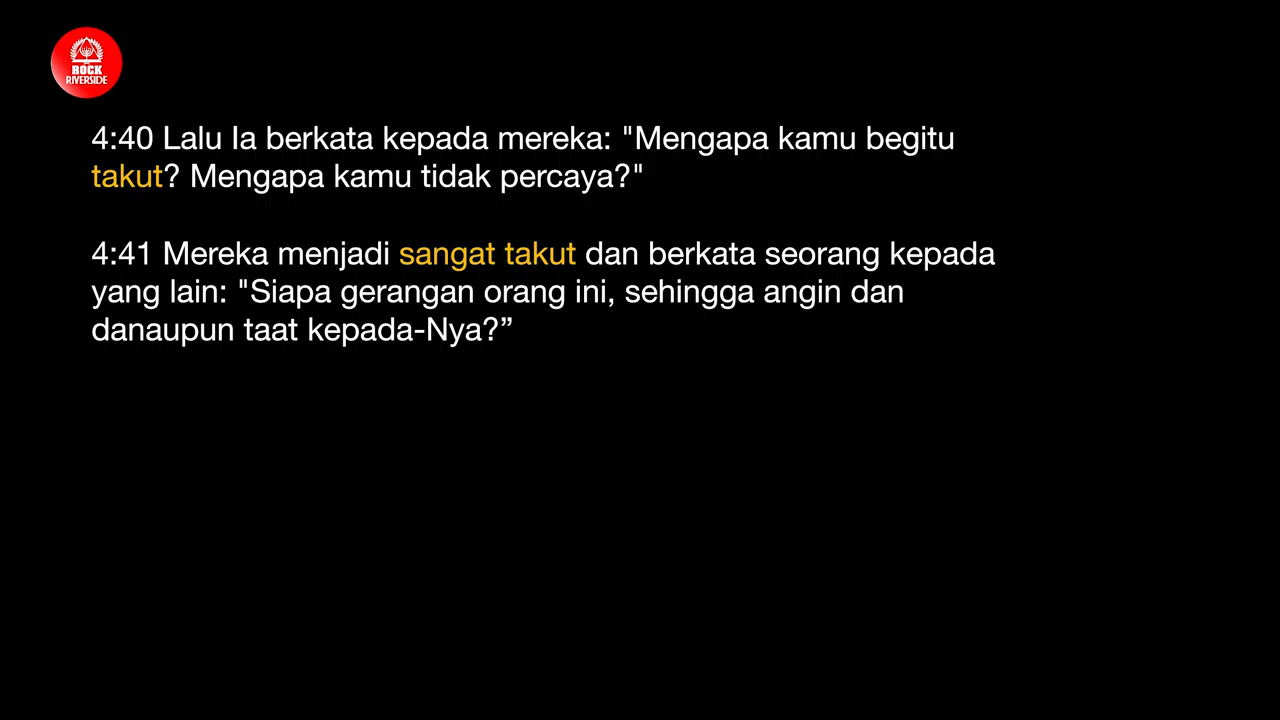 ROCK
RIVERSIDE
4:40 Lalu Ia berkata kepada mereka: "Mengapa kamu begitu
takut? Mengapa kamu tidak percaya?"
4:41 Mereka menjadi sangat takut dan berkata seorang kepada
yang lain: "Siapa gerangan orang ini, sehingga angin dan
danaupun taat kepada-Nya?”